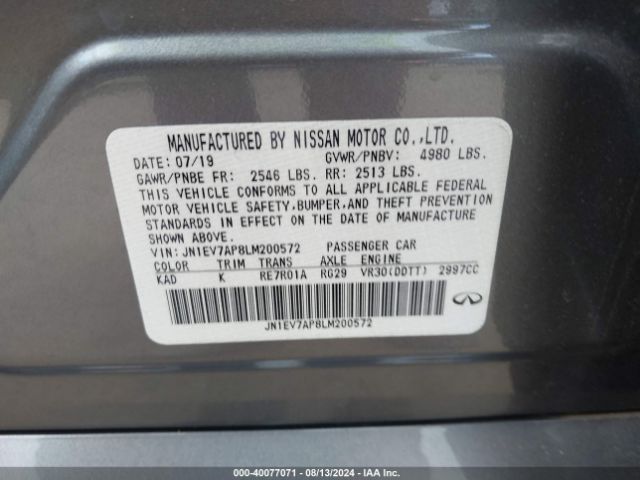 MANUFACTURED BY NISSAN MOTOR CO.,LTD.
DATE: 07/19 GVWR/PNBV: 4980 LBS.
GAWR/PNBE FR: 2546 LBS. RR: 2513 LBS.
THIS VEHICLE CONFORMS TO ALL APPLICABLE FEDERAL
MOTOR VEHICLE SAFETY,BUMPER,AND THEFT PREVENTION
STANDARDS IN EFFECT ON THE DATE OF MANUFACTURE
SHOWN ABOVE.
VIN: JN1EV7AP8LM200572 PASSENGER CAR
COLOR TRIM TRANS AXLE ENGINE
KAD K RE7R01A RG29 VR30(DDTT) 2997CC
JN1EV7AP8LM200572
000-40077071 - 08/13/2024 - IAA Inc.